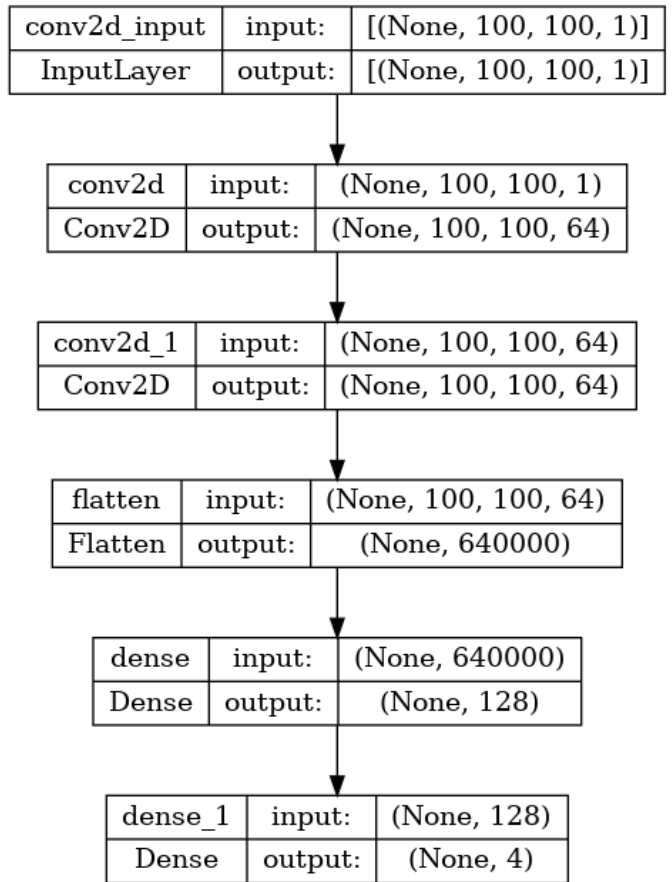 conv2d_input input: [(None, 100, 100, 1)]
InputLayer output: [(None, 100, 100, 1)]
conv2d input: (None, 100, 100, 1)
Conv2D output: (None, 100, 100, 64)
conv2d_1 input: (None, 100, 100, 64)
Conv2D output: (None, 100, 100, 64)
flatten input: (None, 100, 100, 64)
Flatten output: (None, 640000)
dense input: (None, 640000)
Dense output: (None, 128)
dense_1 input: (None, 128)
Dense output: (None, 4)